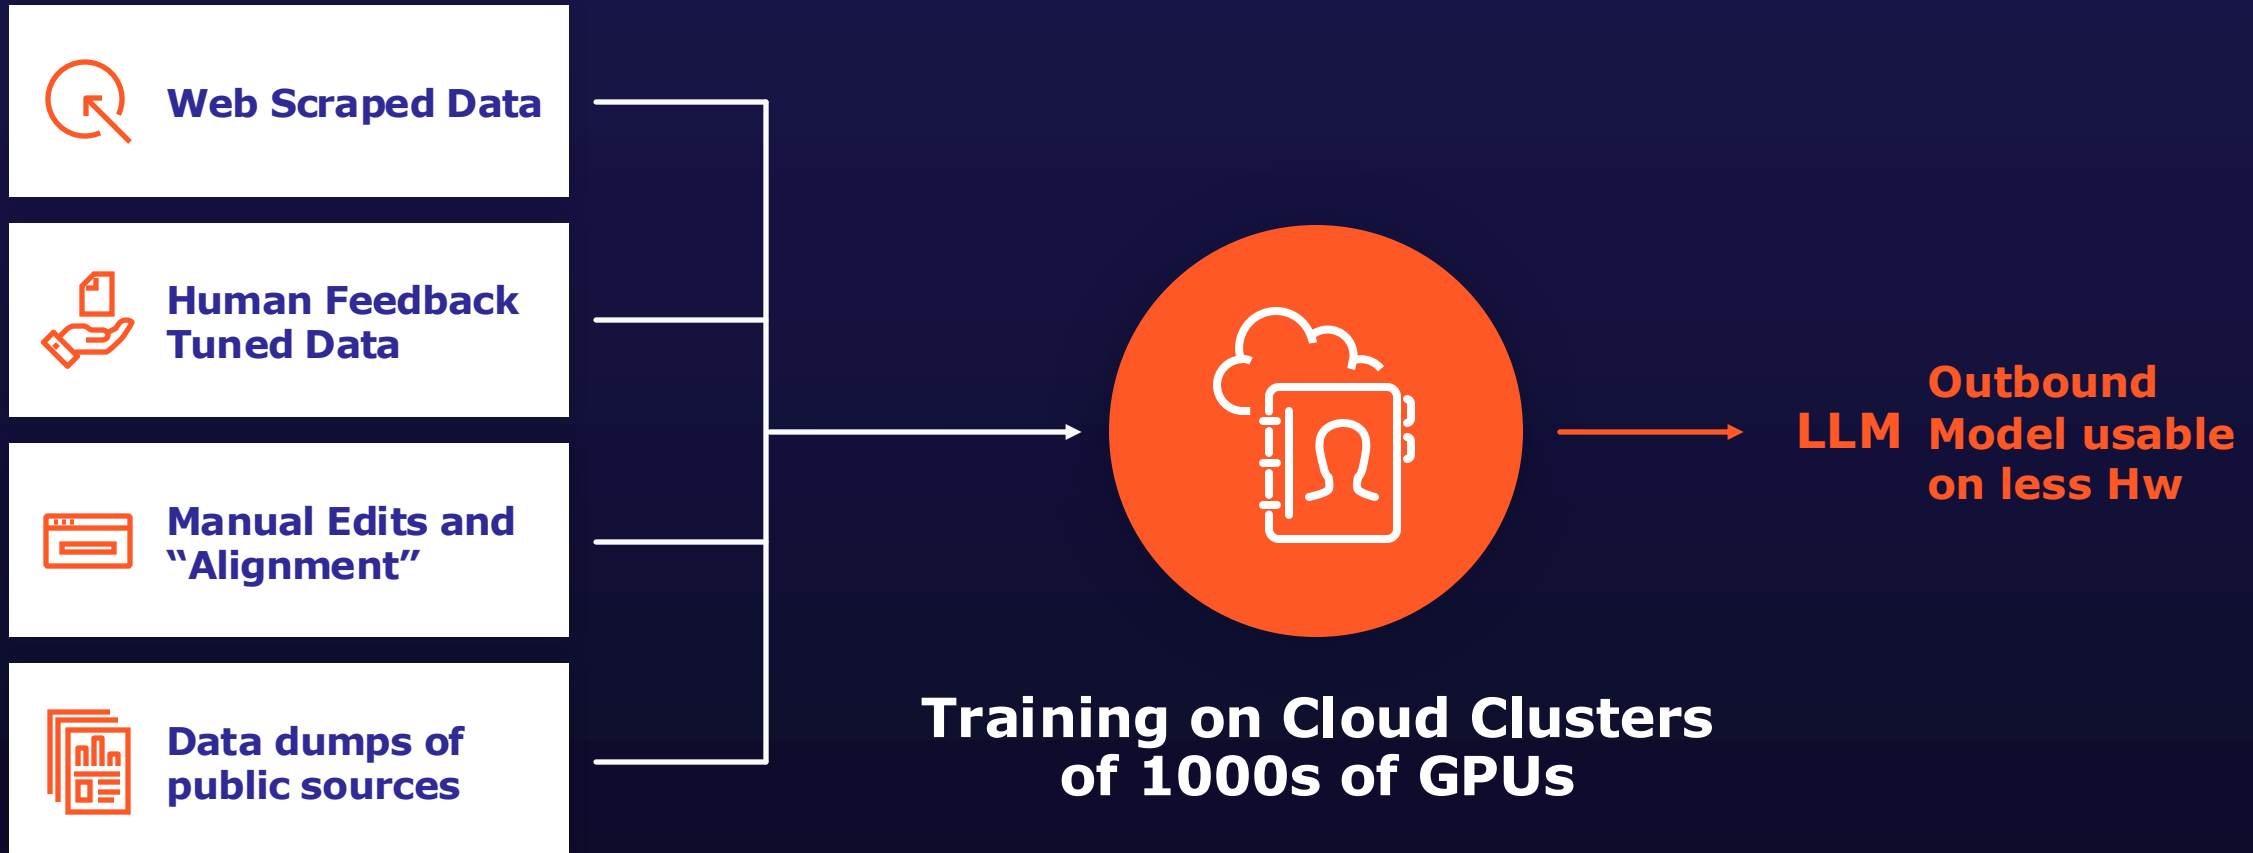 Web Scraped Data
Human Feedback
Tuned Data
Manual Edits and
“Alignment”
Data dumps of
public sources
Training on Cloud Clusters
of 1000s of GPUs
LLM
Outbound
Model usable
on less Hw